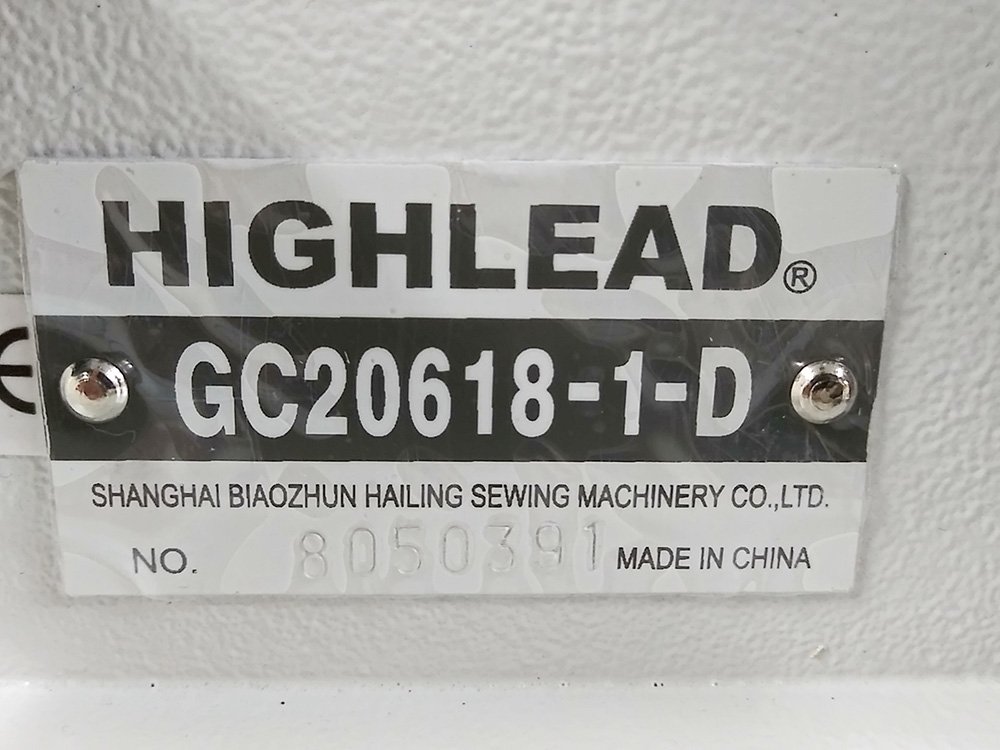 HIGHLEAD®
GC20618-1-D
SHANGHAI BIAOZHUN HAILING SEWING MACHINERY CO.,LTD.
NO. 8050391 MADE IN CHINA